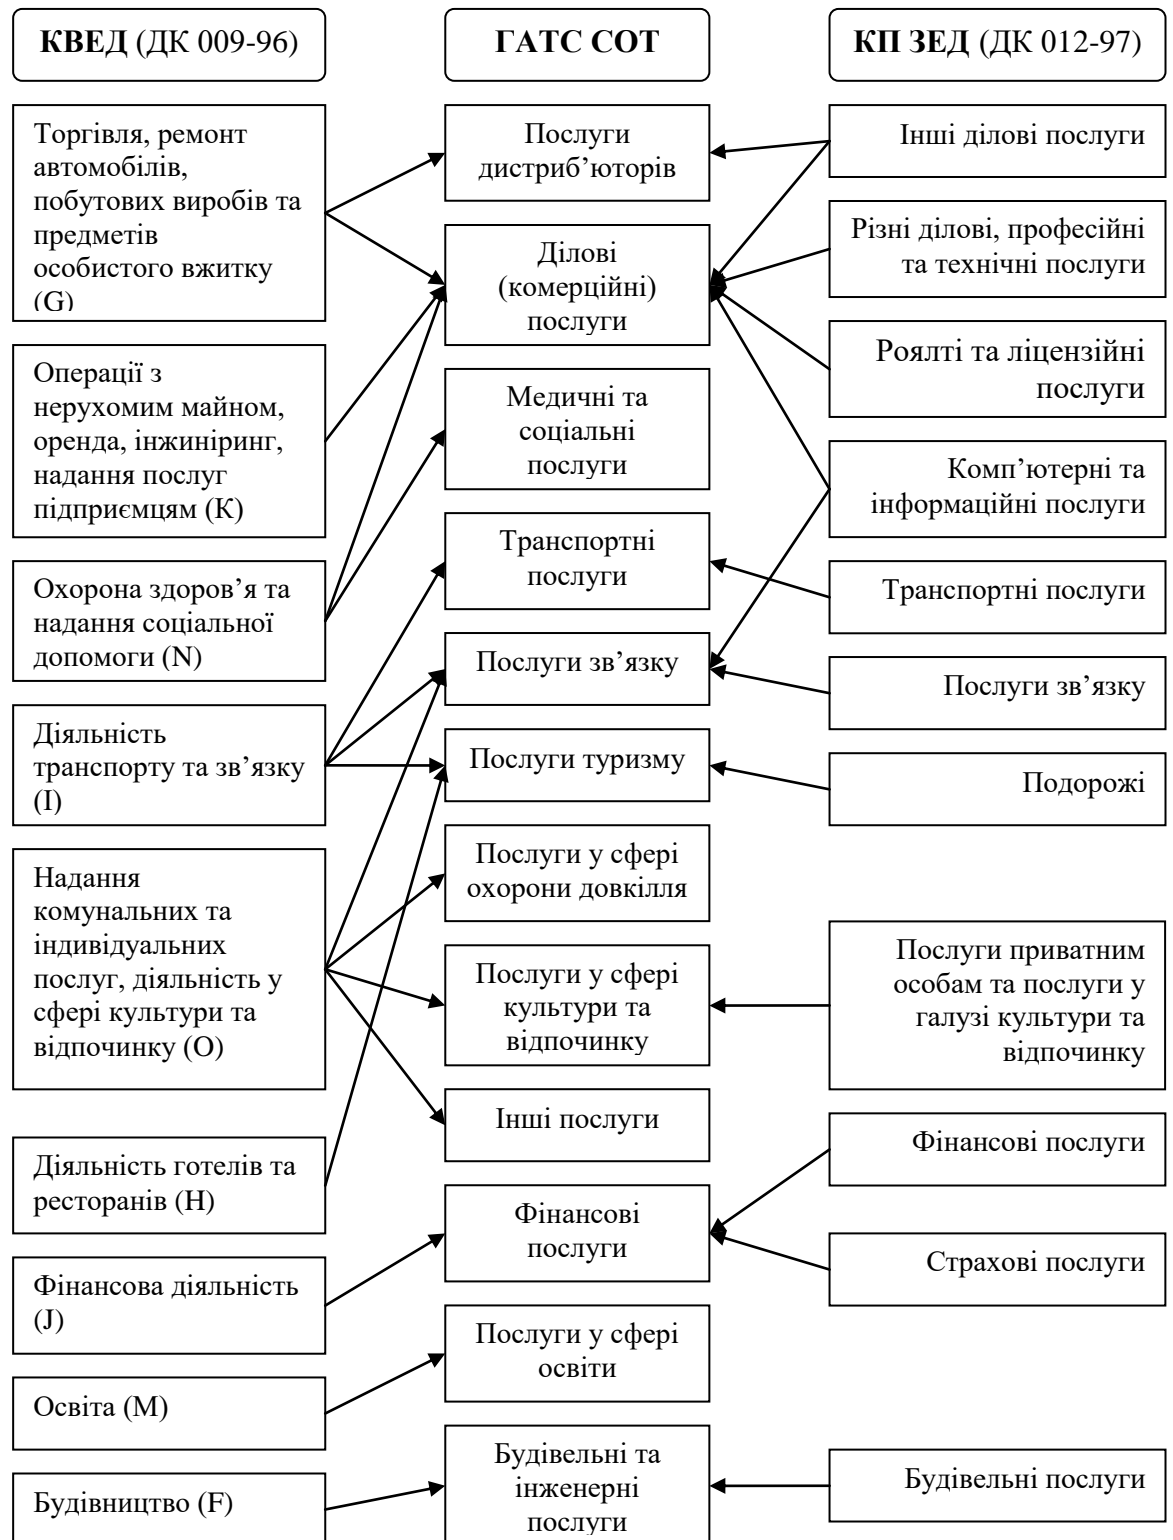 КВЕД (ДК 009-96)
ГАТС СОТ
КП ЗЕД (ДК 012-97)
Торгівля, ремонт
автомобілів,
побутових виробів та
предметів
особистого вжитку
(G)
Операції з
нерухомим майном,
оренда, інжиніринг,
надання послуг
підприємцям (К)
Охорона здоров’я та
надання соціальної
допомоги (N)
Діяльність
транспорту та зв’язку
(I)
Надання
комунальних та
індивідуальних
послуг, діяльність у
сфері культури та
відпочинку (О)
Діяльність готелів та
ресторанів (Н)
Фінансова діяльність
(J)
Освіта (М)
Будівництво (F)
Послуги
дистриб’юторів
Ділові
(комерційні)
послуги
Медичні та
соціальні
послуги
Транспортні
послуги
Послуги зв’язку
Послуги туризму
Послуги у сфері
охорони довкілля
Послуги у сфері
культури та
відпочинку
Інші послуги
Фінансові
послуги
Послуги у сфері
освіти
Будівельні та
інженерні
послуги
Інші ділові послуги
Різні ділові, професійні
та технічні послуги
Роялті та ліцензійні
послуги
Комп’ютерні та
інформаційні послуги
Транспортні послуги
Послуги зв’язку
Подорожі
Послуги приватним
особам та послуги у
галузі культури та
відпочинку
Фінансові послуги
Страхові послуги
Будівельні послуги